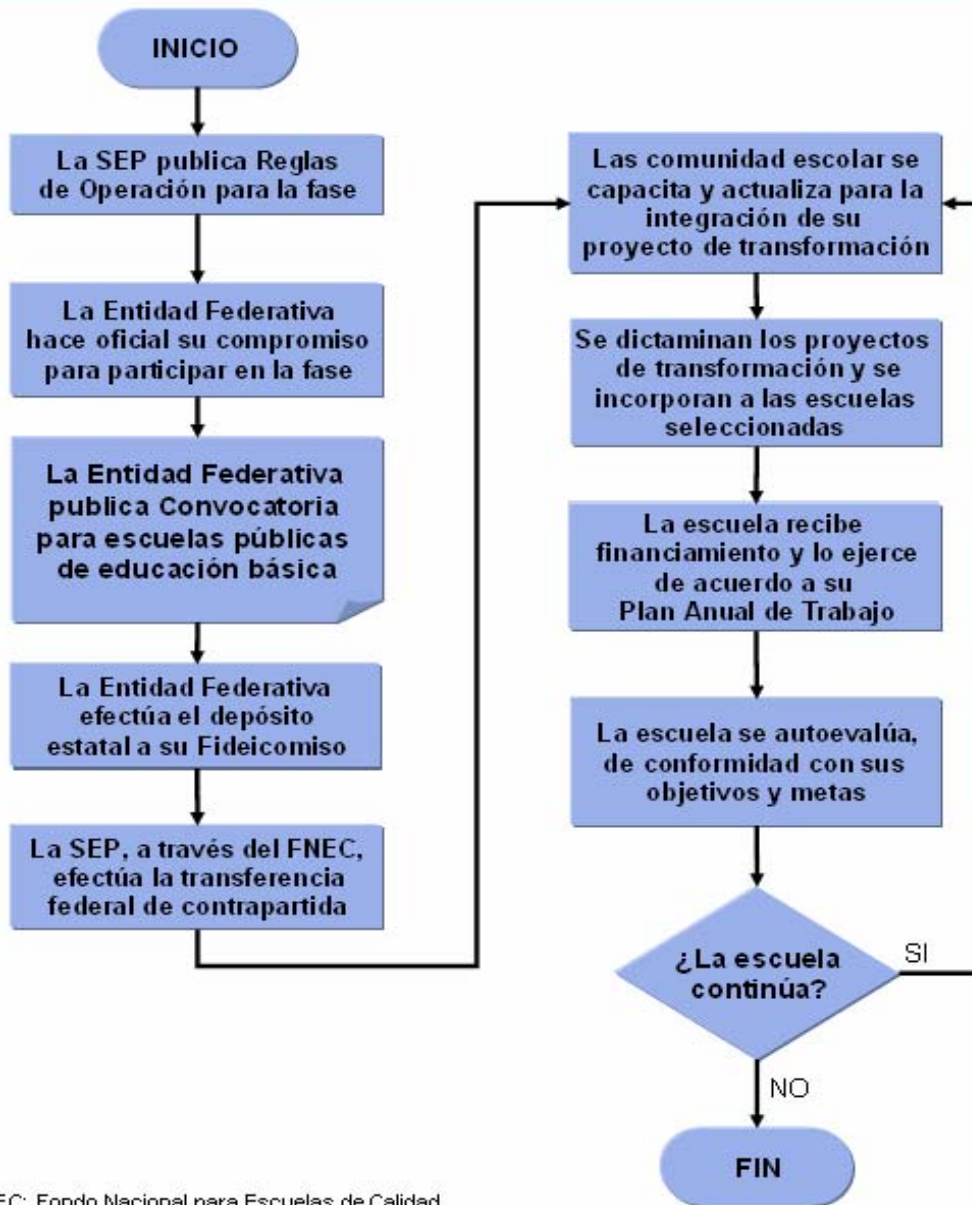 INICIO
La SEP publica Reglas
de Operación para la fase
La Entidad Federativa
hace oficial su compromiso
para participar en la fase
La Entidad Federativa
publica Convocatoria
para escuelas públicas
de educación básica
La Entidad Federativa
efectúa el depósito
estatal a su Fideicomiso
La SEP, a través del FNEC,
efectúa la transferencia
federal de contrapartida
Las comunidad escolar se
capacita y actualiza para la
integración de su
proyecto de transformación
Se dictaminan los proyectos
de transformación y se
incorporan a las escuelas
seleccionadas
La escuela recibe
financiamiento y lo ejerce
de acuerdo a su
Plan Anual de Trabajo
La escuela se autoevalúa,
de conformidad con sus
objetivos y metas
¿La escuela
continúa?
SI
NO
FIN
EC: Fondo Nacional para Escuelas de Calidad